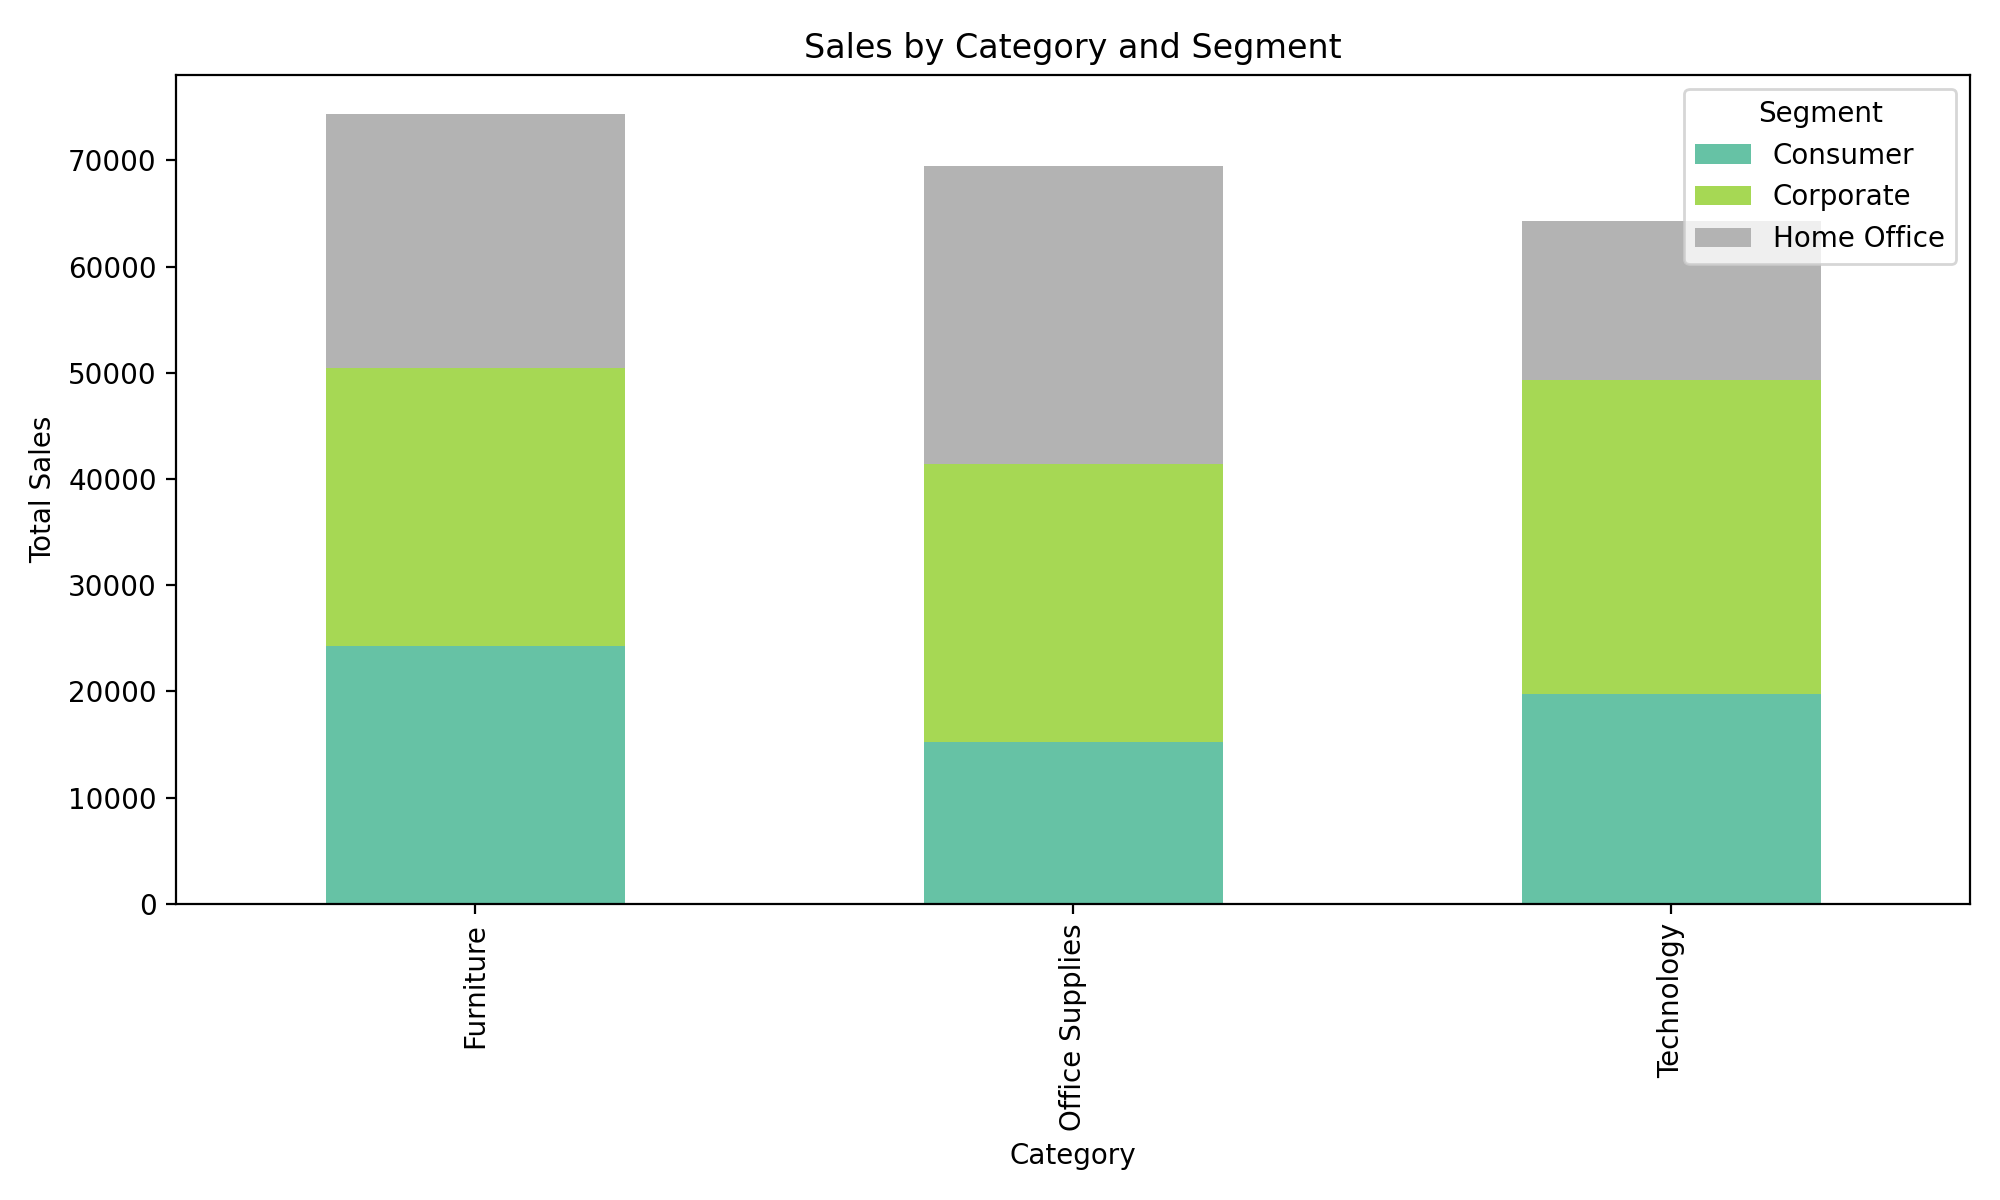 Sales by Category and Segment
Segment
Consumer
Corporate
Home Office
Total Sales
70000
60000
50000
40000
30000
20000
10000
0
Furniture
Office Supplies
Technology
Category